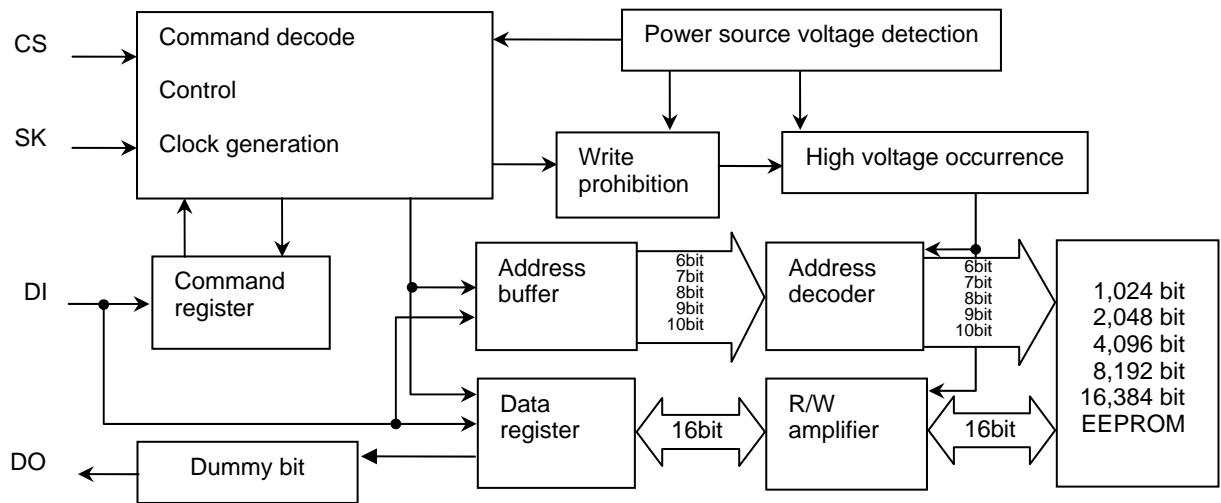 CS
SK
DI
DO
Command decode
Control
Clock generation
Power source voltage detection
Write
prohibition
High voltage occurrence
Command
register
Address
buffer
6bit
7bit
8bit
9bit
10bit
Address
decoder
6bit
7bit
8bit
9bit
10bit
1,024 bit
2,048 bit
4,096 bit
8,192 bit
16,384 bit
EEPROM
Data
register
16bit
R/W
amplifier
16bit
Dummy bit